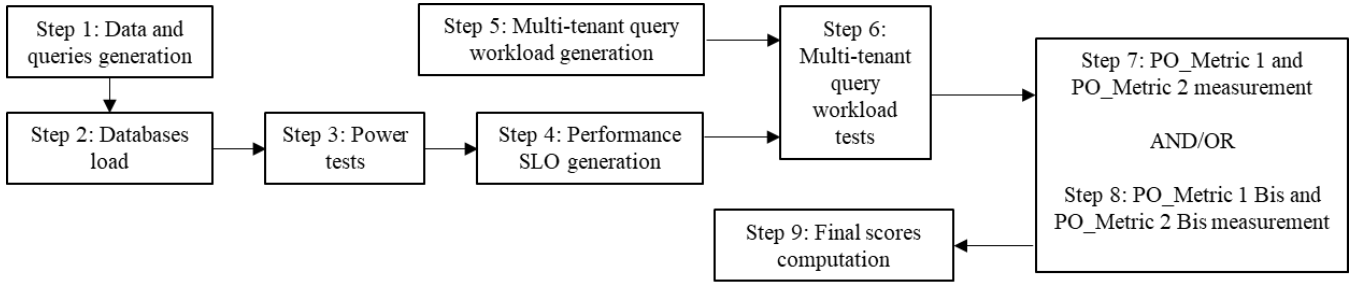 Step 1: Data and
queries generation
Step 2: Databases
load
Step 3: Power
tests
Step 4: Performance
SLO generation
Step 5: Multi-tenant query
workload generation
Step 6:
Multi-tenant
query
workload
tests
Step 7: PO_Metric 1 and
PO_Metric 2 measurement
AND/OR
Step 8: PO_Metric 1 Bis and
PO_Metric 2 Bis measurement
Step 9: Final scores
computation